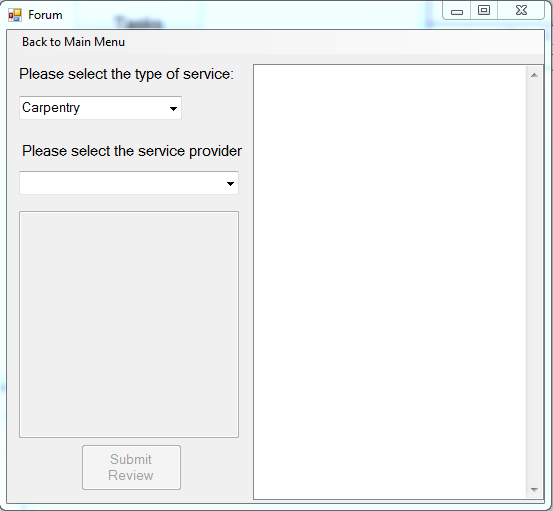 Forum
Tasks
Back to Main Menu
Please select the type of service:
Carpentry
Please select the service provider
Submit
Review